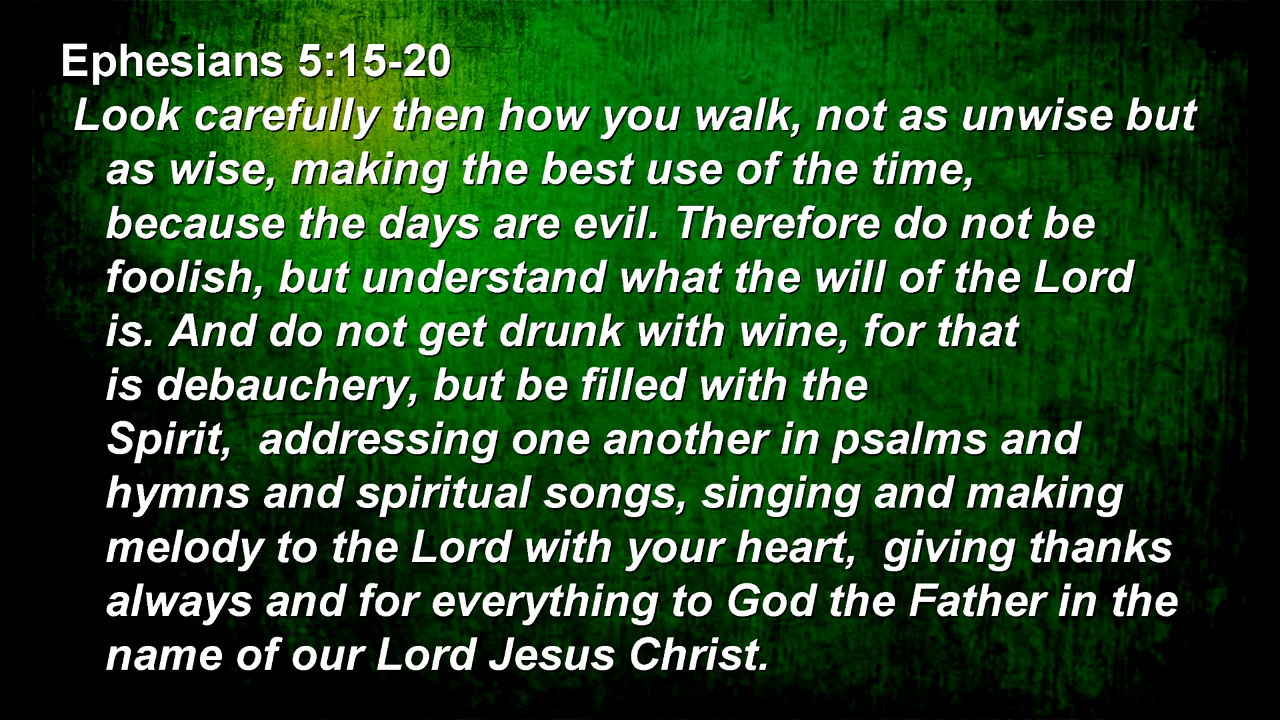 Ephesians 5:15-20
Look carefully then how you walk, not as unwise but
as wise, making the best use of the time,
because the days are evil. Therefore do not be
foolish, but understand what the will of the Lord
is. And do not get drunk with wine, for that
is debauchery, but be filled with the
Spirit,  addressing one another in psalms and
hymns and spiritual songs, singing and making
melody to the Lord with your heart,  giving thanks
always and for everything to God the Father in the
name of our Lord Jesus Christ.